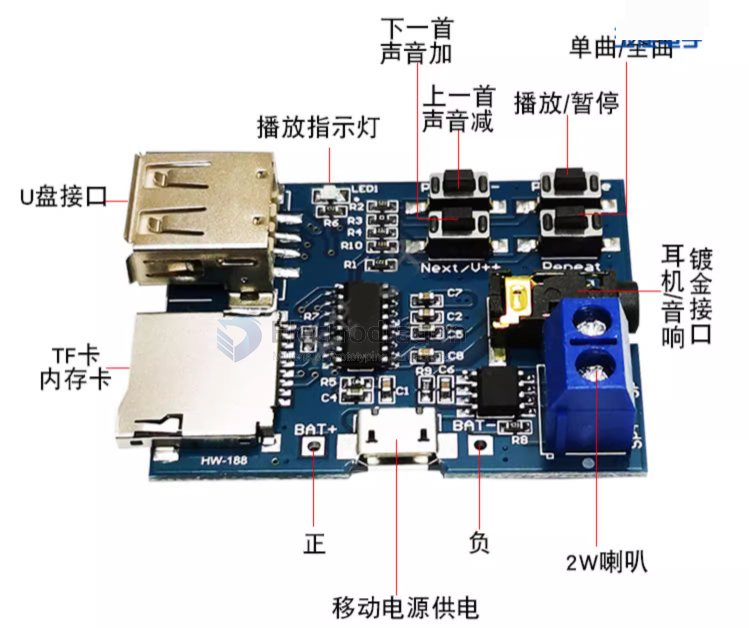 下一首
声音加
单曲/全曲
上一首
声音减
播放/暂停
播放指示灯
U盘接口
LED1
R2
R3
R6
R4
R10
R1
Next/V++
Repeat
镀金接口
耳机/音响
C7
R7
C2
C5
C8
TF卡
内存卡
R5
R9
C6
C4
C1
BAT+
BAT-
R8
HW-188
正
负
2W喇叭
移动电源供电